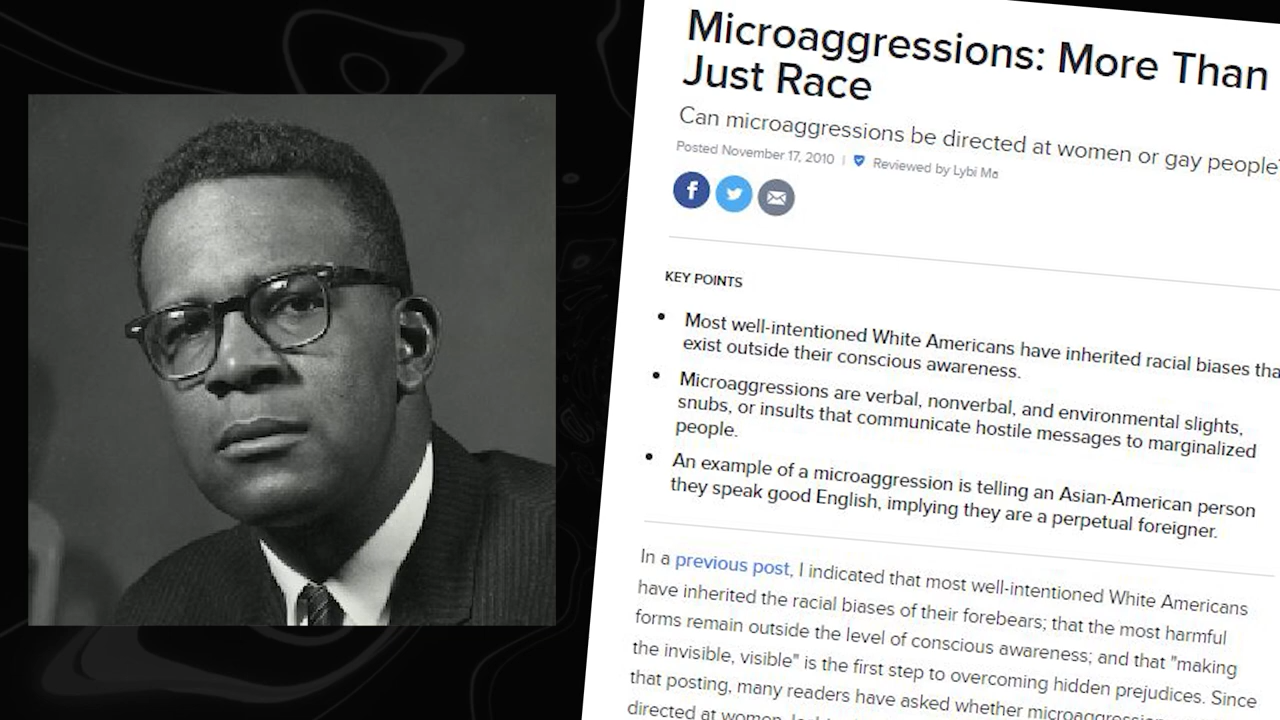 Microaggressions: More Than
Just Race
Can microaggressions be directed at women or gay people?
Posted November 17, 2010 | Reviewed by Lybi Ma
KEY POINTS
Most well-intentioned White Americans have inherited racial biases tha
exist outside their conscious awareness.
Microaggressions are verbal, nonverbal, and environmental slights,
snubs, or insults that communicate hostile messages to marginalized
people.
An example of a microaggression is telling an Asian-American person
they speak good English, implying they are a perpetual foreigner.
In a previous post, I indicated that most well-intentioned White Americans
have inherited the racial biases of their forebears; that the most harmful
forms remain outside the level of conscious awareness; and that "making
the invisible, visible" is the first step to overcoming hidden prejudices. Since
that posting, many readers have asked whether
directed at women,